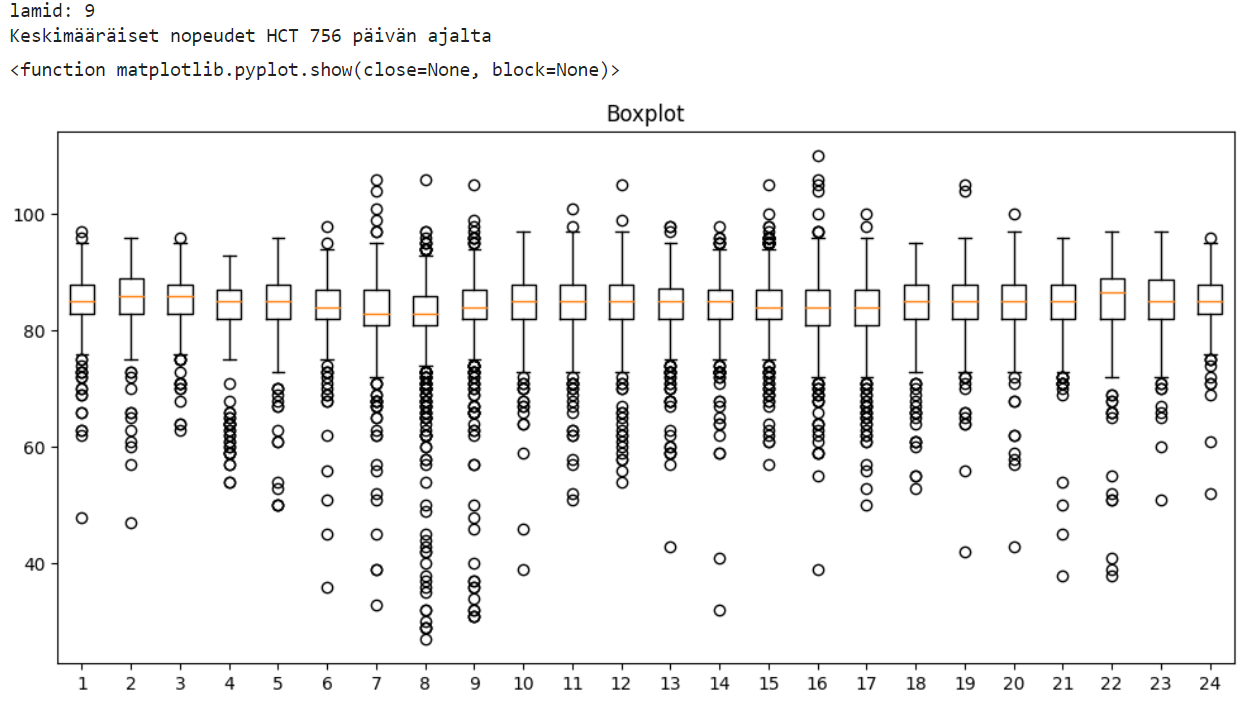 lamid: 9
Keskimääräiset nopeudet HCT 756 päivän ajalta
<function matplotlib.pyplot.show(close=None, block=None)>
Boxplot
100
80
60
40
1 2 3 4 5 6 7 8 9 10 11 12 13 14 15 16 17 18 19 20 21 22 23 24